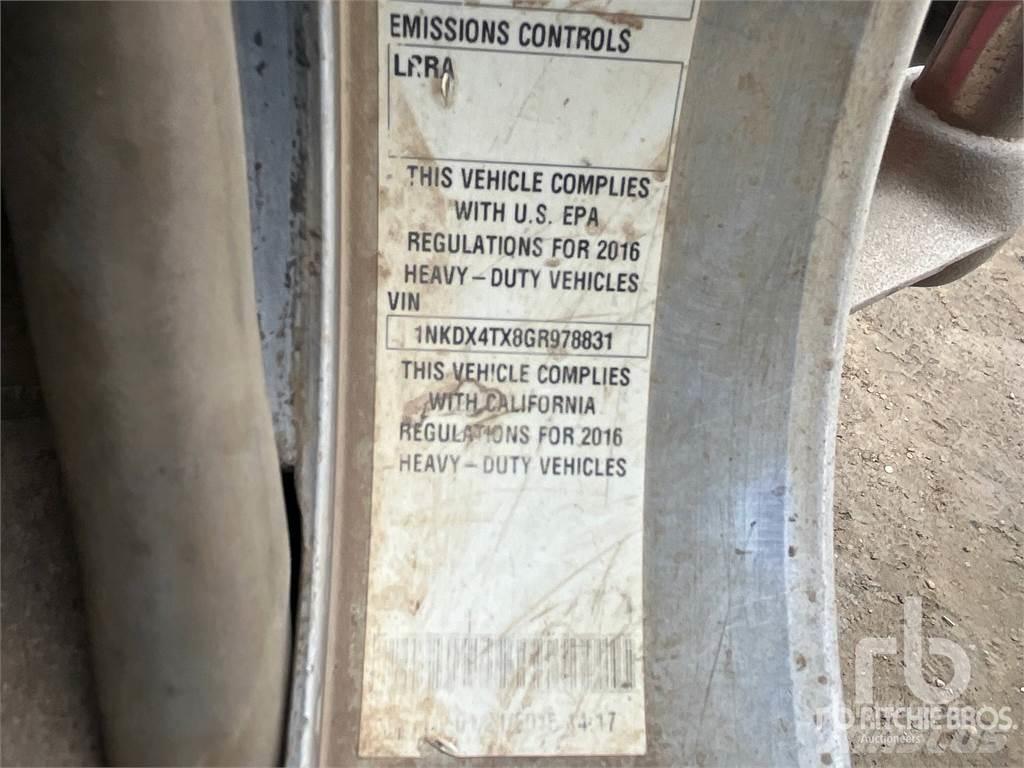 EMISSIONS CONTROLS
LRRA
THIS VEHICLE COMPLIES
WITH U.S. EPA
REGULATIONS FOR 2016
HEAVY-DUTY VEHICLES
VIN
1NKDX4TX8GR978831
THIS VEHICLE COMPLIES
WITH CALIFORNIA
REGULATIONS FOR 2016
HEAVY-DUTY VEHICLES
rb
RITCHIE BROS.
Auctioneers